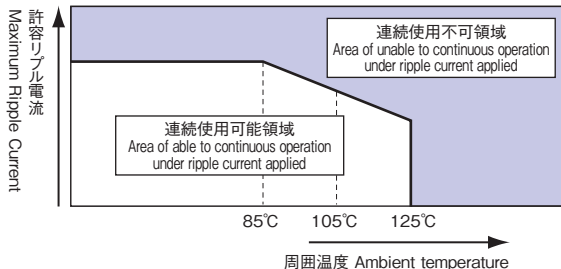 許容リプル電流
Maximum Ripple Current
連続使用不可領域
Area of unable to continuous operation
under ripple current applied
連続使用可能領域
Area of able to continuous operation
under ripple current applied
85℃ 105℃ 125℃
周囲温度 Ambient temperature